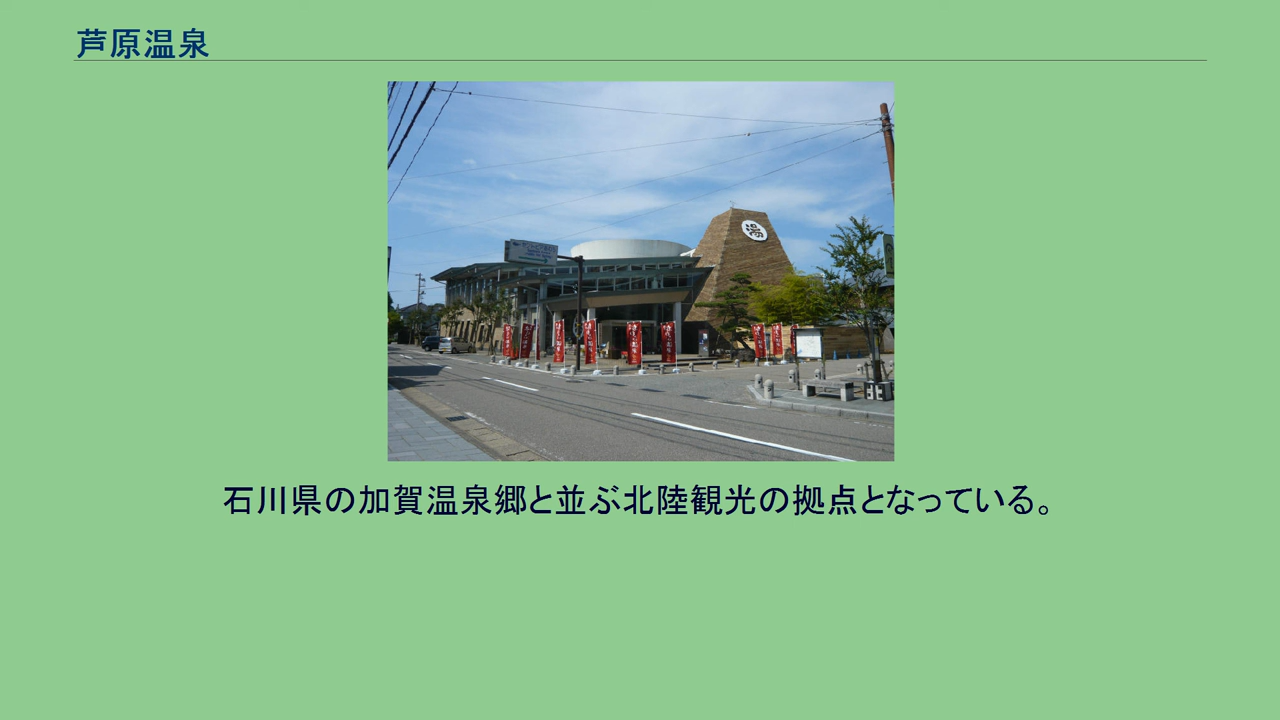 芦原温泉
湯
石川県の加賀温泉郷と並ぶ北陸観光の拠点となっている。